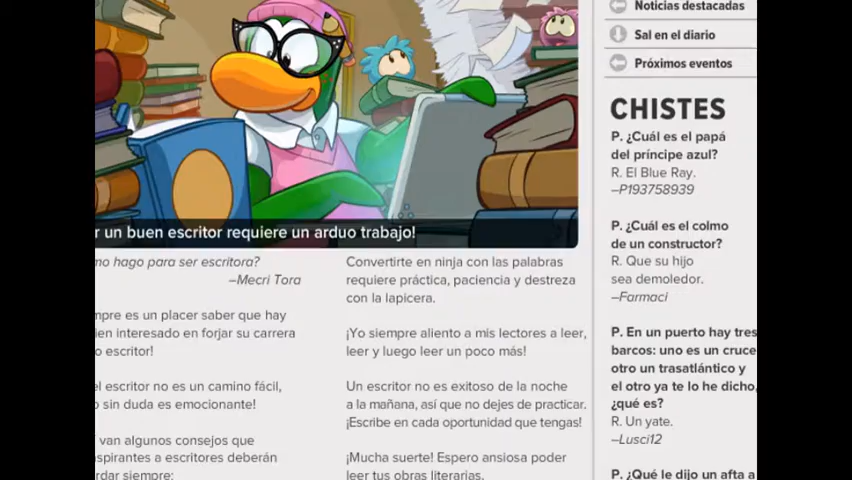 r un buen escritor requiere un arduo trabajo!
mo hago para ser escritora?
–Mecri Tora
mpre es un placer saber que hay
ien interesado en forjar su carrera
o escritor!
el escritor no es un camino fácil,
o sin duda es emocionante!
van algunos consejos que
aspirantes a escritores deberán
rdar siempre:
Convertirte en ninja con las palabras
requiere práctica, paciencia y destreza
con la lapicera.
¡Yo siempre aliento a mis lectores a leer,
leer y luego leer un poco más!
Un escritor no es exitoso de la noche
a la mañana, así que no dejes de practicar.
¡Escribe en cada oportunidad que tengas!
¡Mucha suerte! Espero ansiosa poder
leer tus obras literarias.
Noticias destacadas
Sal en el diario
Próximos eventos
CHISTES
P. ¿Cuál es el papá
del príncipe azul?
R. El Blue Ray.
–P193758939
P. ¿Cuál es el colmo
de un constructor?
R. Que su hijo
sea demoledor.
–Farmaci
P. En un puerto hay tres
barcos: uno es un cruce
otro un trasatlántico y
el otro ya te lo he dicho,
¿qué es?
R. Un yate.
–Lusci12
P. ¿Qué le dijo un afta a